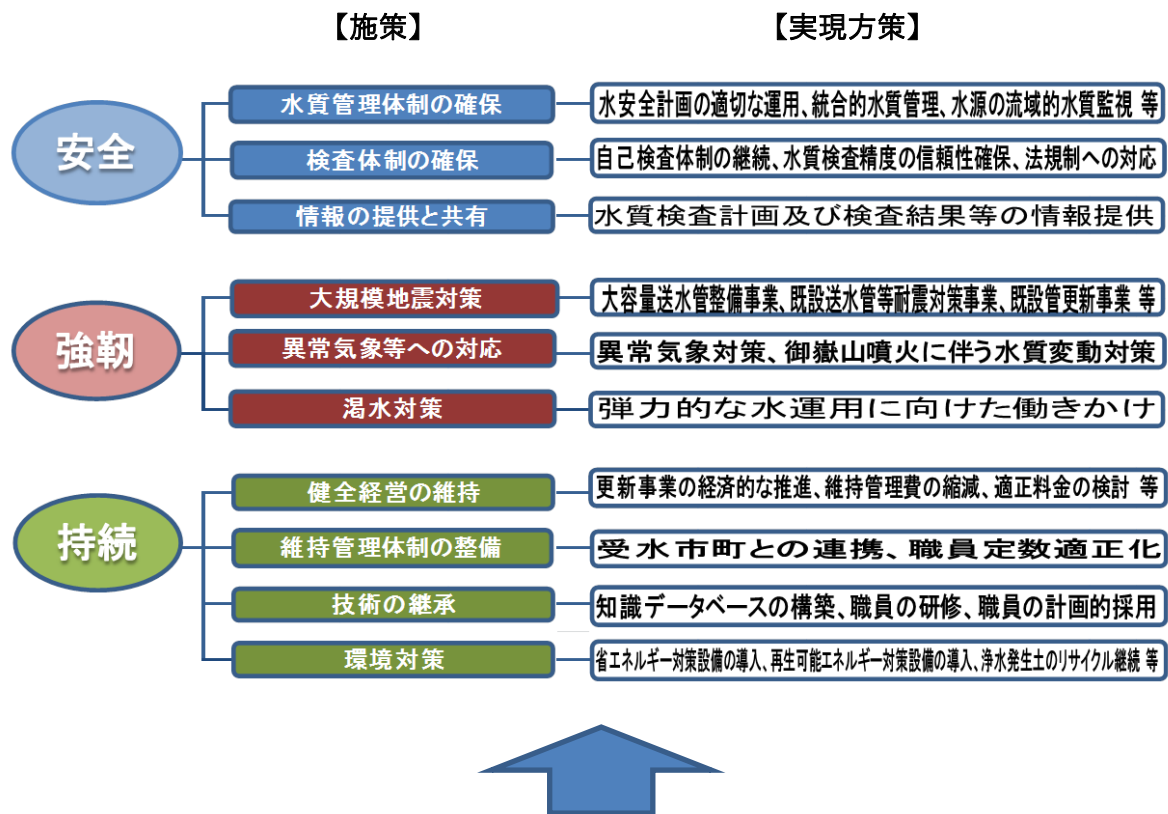 【施策】 【実現方策】
安全
水質管理体制の確保 水安全計画の適切な運用、統合的水質管理、水源の流域的水質監視 等
検査体制の確保 自己検査体制の継続、水質検査精度の信頼性確保、法規制への対応
情報の提供と共有 水質検査計画及び検査結果等の情報提供
強靭
大規模地震対策 大容量送水管整備事業、既設送水管等耐震対策事業、既設管更新事業 等
異常気象等への対応 異常気象対策、御嶽山噴火に伴う水質変動対策
渇水対策 弾力的な水運用に向けた働きかけ
持続
健全経営の維持 更新事業の経済的な推進、維持管理費の縮減、適正料金の検討 等
維持管理体制の整備 受水市町との連携、職員定数適正化
技術の継承 知識データベースの構築、職員の研修、職員の計画的採用
環境対策 省エネルギー対策設備の導入、再生可能エネルギー対策設備の導入、浄水発生土のリサイクル継続 等